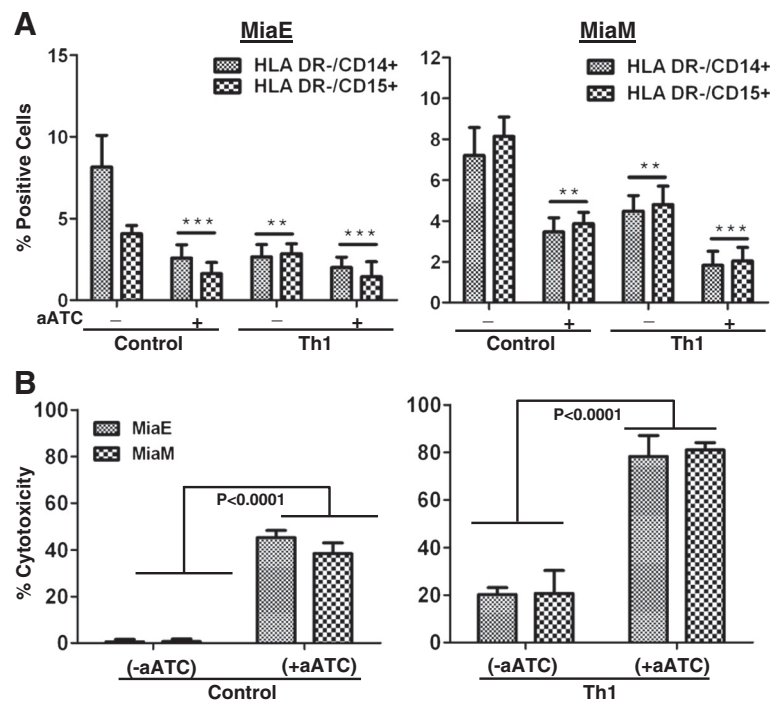 A
MiaE
MiaM
HLA DR-/CD14+
HLA DR-/CD15+
HLA DR-/CD14+
HLA DR-/CD15+
% Positive Cells
15
10
5
0
12
10
8
6
4
2
0
***
**
***
**
**
***
aATC
–
+
–
+
–
+
–
+
Control
Th1
Control
Th1
B
MiaE
MiaM
% Cytotoxicity
100
80
60
40
20
0
100
80
60
40
20
0
P<0.0001
P<0.0001
(-aATC)
(+aATC)
(-aATC)
(+aATC)
Control
Th1